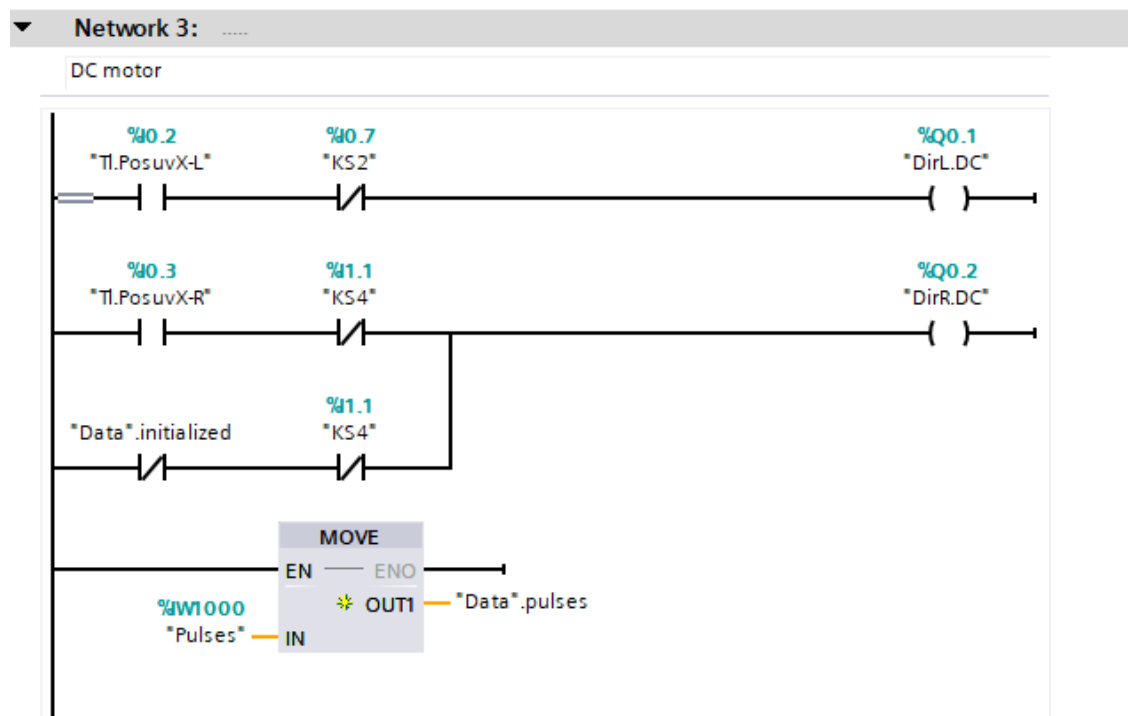 Network 3: .....
DC motor
%I0.2 %I0.7 %Q0.1
"Tl.PosuvX-L" "KS2" "DirL.DC"
%I0.3 %I1.1 %Q0.2
"Tl.PosuvX-R" "KS4" "DirR.DC"
%I1.1
"Data".initialized "KS4"
MOVE
EN ENO
%IW1000 OUT1 "Data".pulses
"Pulses" IN